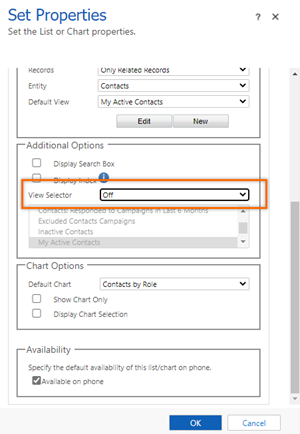 Set Properties
? ×
Set the List or Chart properties.
Records Only Related Records
Entity Contacts
Default View My Active Contacts
Edit New
Additional Options
Display Search Box
Display Index i
View Selector Off
Contacts: Responded to Campaigns in Last 6 Months
Excluded Contacts Campaigns
Inactive Contacts
My Active Contacts
Chart Options
Default Chart Contacts by Role
Show Chart Only
Display Chart Selection
Availability
Specify the default availability of this list/chart on phone.
Available on phone
OK Cancel